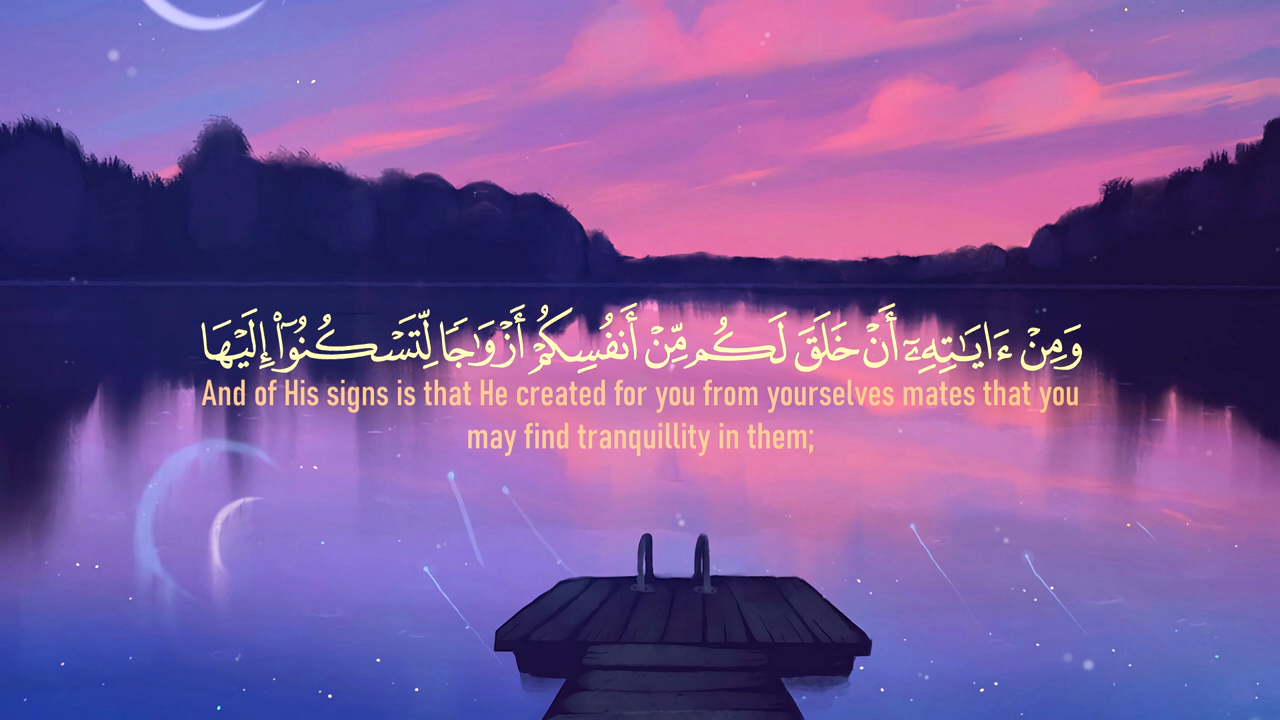 وَمِنْ ءَايَـٰتِهِۦٓ أَنْ خَلَقَ لَكُم مِّنْ أَنفُسِكُمْ أَزْوَٰجًا لِّتَسْكُنُوٓا۟ إِلَيْهَا
And of His signs is that He created for you from yourselves mates that you
may find tranquillity in them;